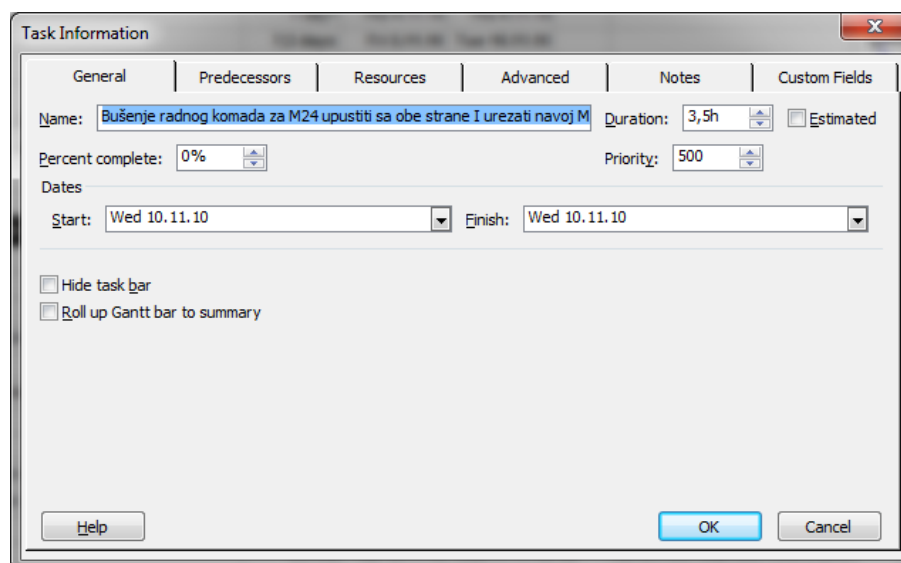 Task Information
General Predecessors Resources Advanced Notes Custom Fields
Name: Bušenje radnog komada za M24 upustiti sa obe strane I urezati navoj M Duration: 3,5h Estimated
Percent complete: 0% Priority: 500
Dates
Start: Wed 10.11.10 Finish: Wed 10.11.10
Hide task bar
Roll up Gantt bar to summary
Help OK Cancel